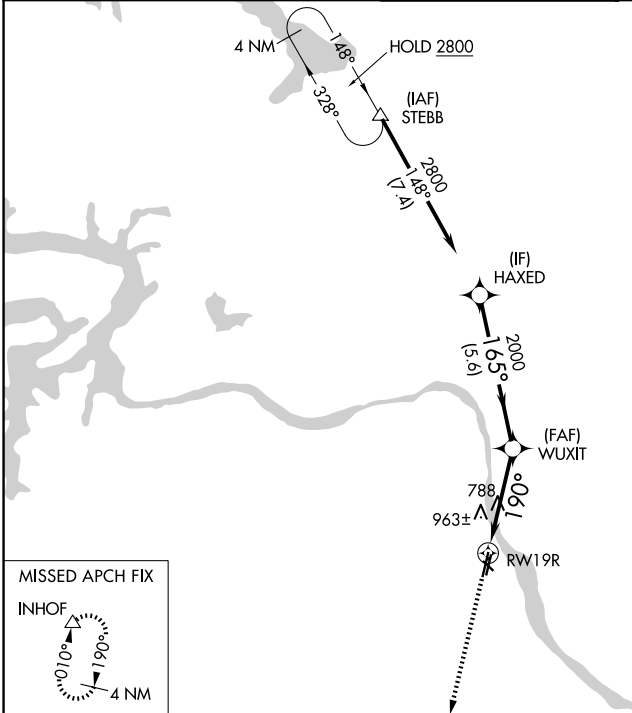 4 NM
148°
HOLD 2800
328°
(IAF)
STEBB
2800
148°
(7.4)
(IF)
HAXED
2000
165°
(5.6)
(FAF)
WUXIT
788
190°
963±
RW19R
MISSED APCH FIX
INHOF
010°
190°
4 NM